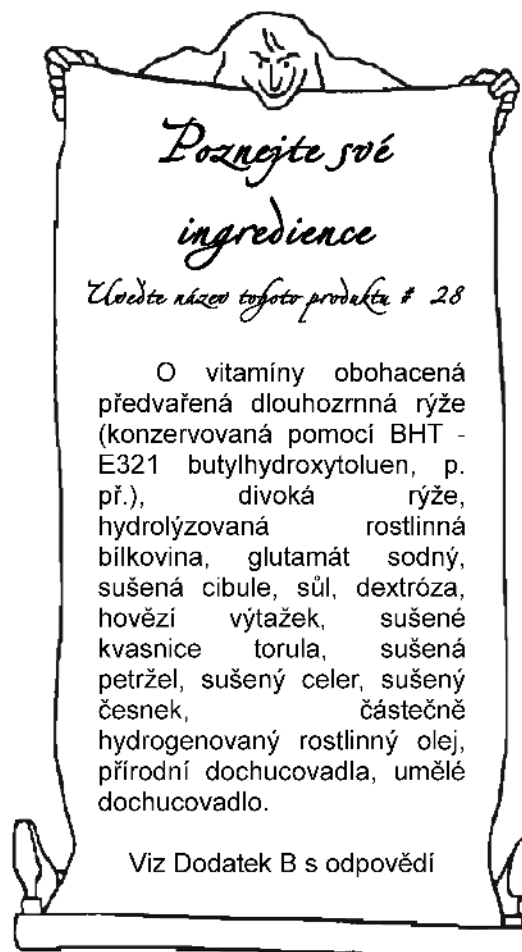 Poznejte své
ingredience
Uveďte název tohoto produktu # 28
O vitamíny obohacená
předvařená dlouhozrnná rýže
(konzervovaná pomocí BHT -
E321 butylhydroxytoluen, p.
př.), divoká rýže,
hydrolýzovaná rostlinná
bílkovina, glutamát sodný,
sušená cibule, sůl, dextróza,
hovězí výtažek, sušené
kvasnice torula, sušená
petržel, sušený celer, sušený
česnek, částečně
hydrogenovaný rostlinný olej,
přírodní dochucovadla, umělé
dochucovadlo.
Viz Dodatek B s odpovědí